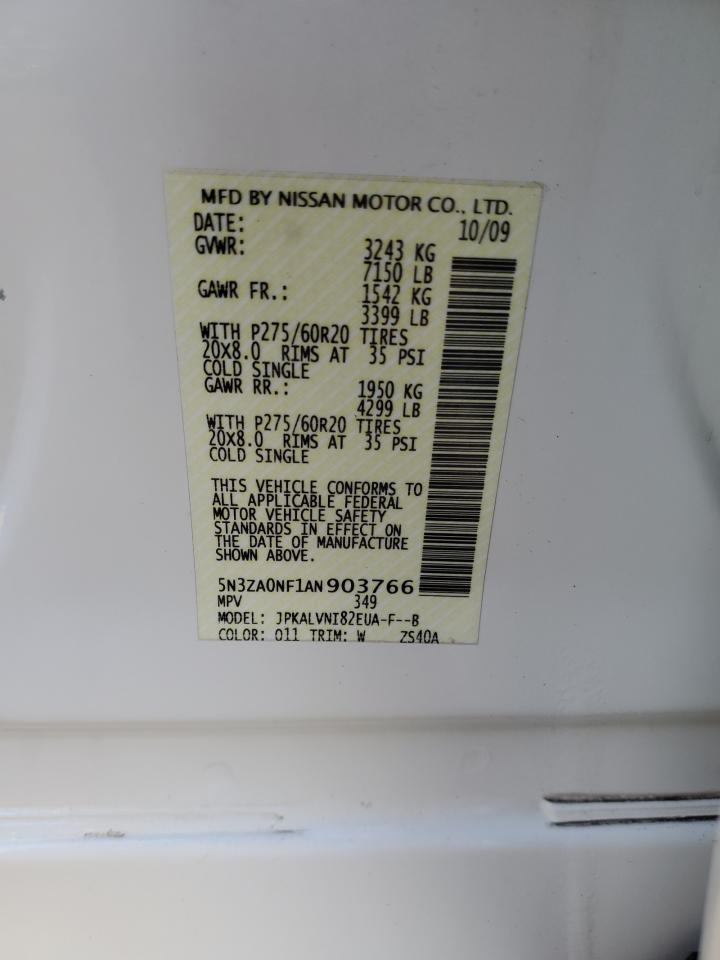 MFD BY NISSAN MOTOR CO., LTD.
DATE: 10/09
GVWR: 3243 KG
7150 LB
GAWR FR.: 1542 KG
3399 LB
WITH P275/60R20 TIRES
20X8.0 RIMS AT 35 PSI
COLD SINGLE
GAWR RR.: 1950 KG
4299 LB
WITH P275/60R20 TIRES
20X8.0 RIMS AT 35 PSI
COLD SINGLE
THIS VEHICLE CONFORMS TO
ALL APPLICABLE FEDERAL
MOTOR VEHICLE SAFETY
STANDARDS IN EFFECT ON
THE DATE OF MANUFACTURE
SHOWN ABOVE.
5N3ZA0NF1AN903766
MPV 349
MODEL: JPKALVNI82EUA-F--B
COLOR: 011 TRIM: W ZS40A